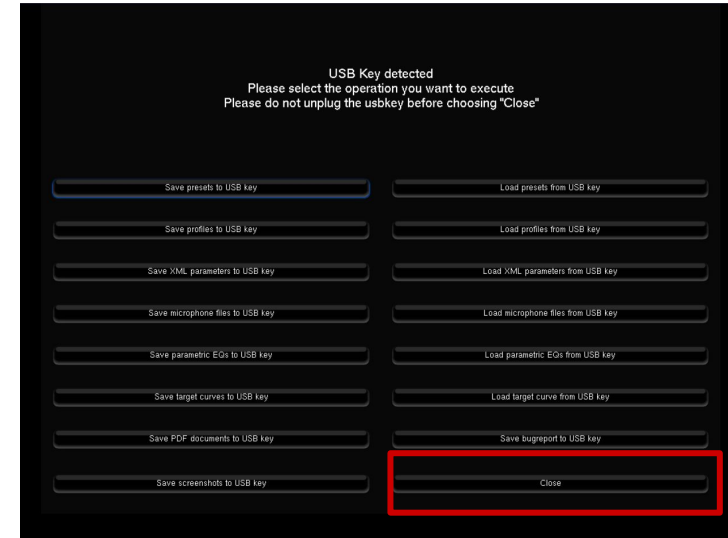 USB Key detected
Please select the operation you want to execute
Please do not unplug the usbkey before choosing "Close"
Save presets to USB key
Load presets from USB key
Save profiles to USB key
Load profiles from USB key
Save XML parameters to USB key
Load XML parameters from USB key
Save microphone files to USB key
Load microphone files from USB key
Save parametric EQs to USB key
Load parametric EQs from USB key
Save target curves to USB key
Load target curve from USB key
Save PDF documents to USB key
Save bugreport to USB key
Save screenshots to USB key
Close